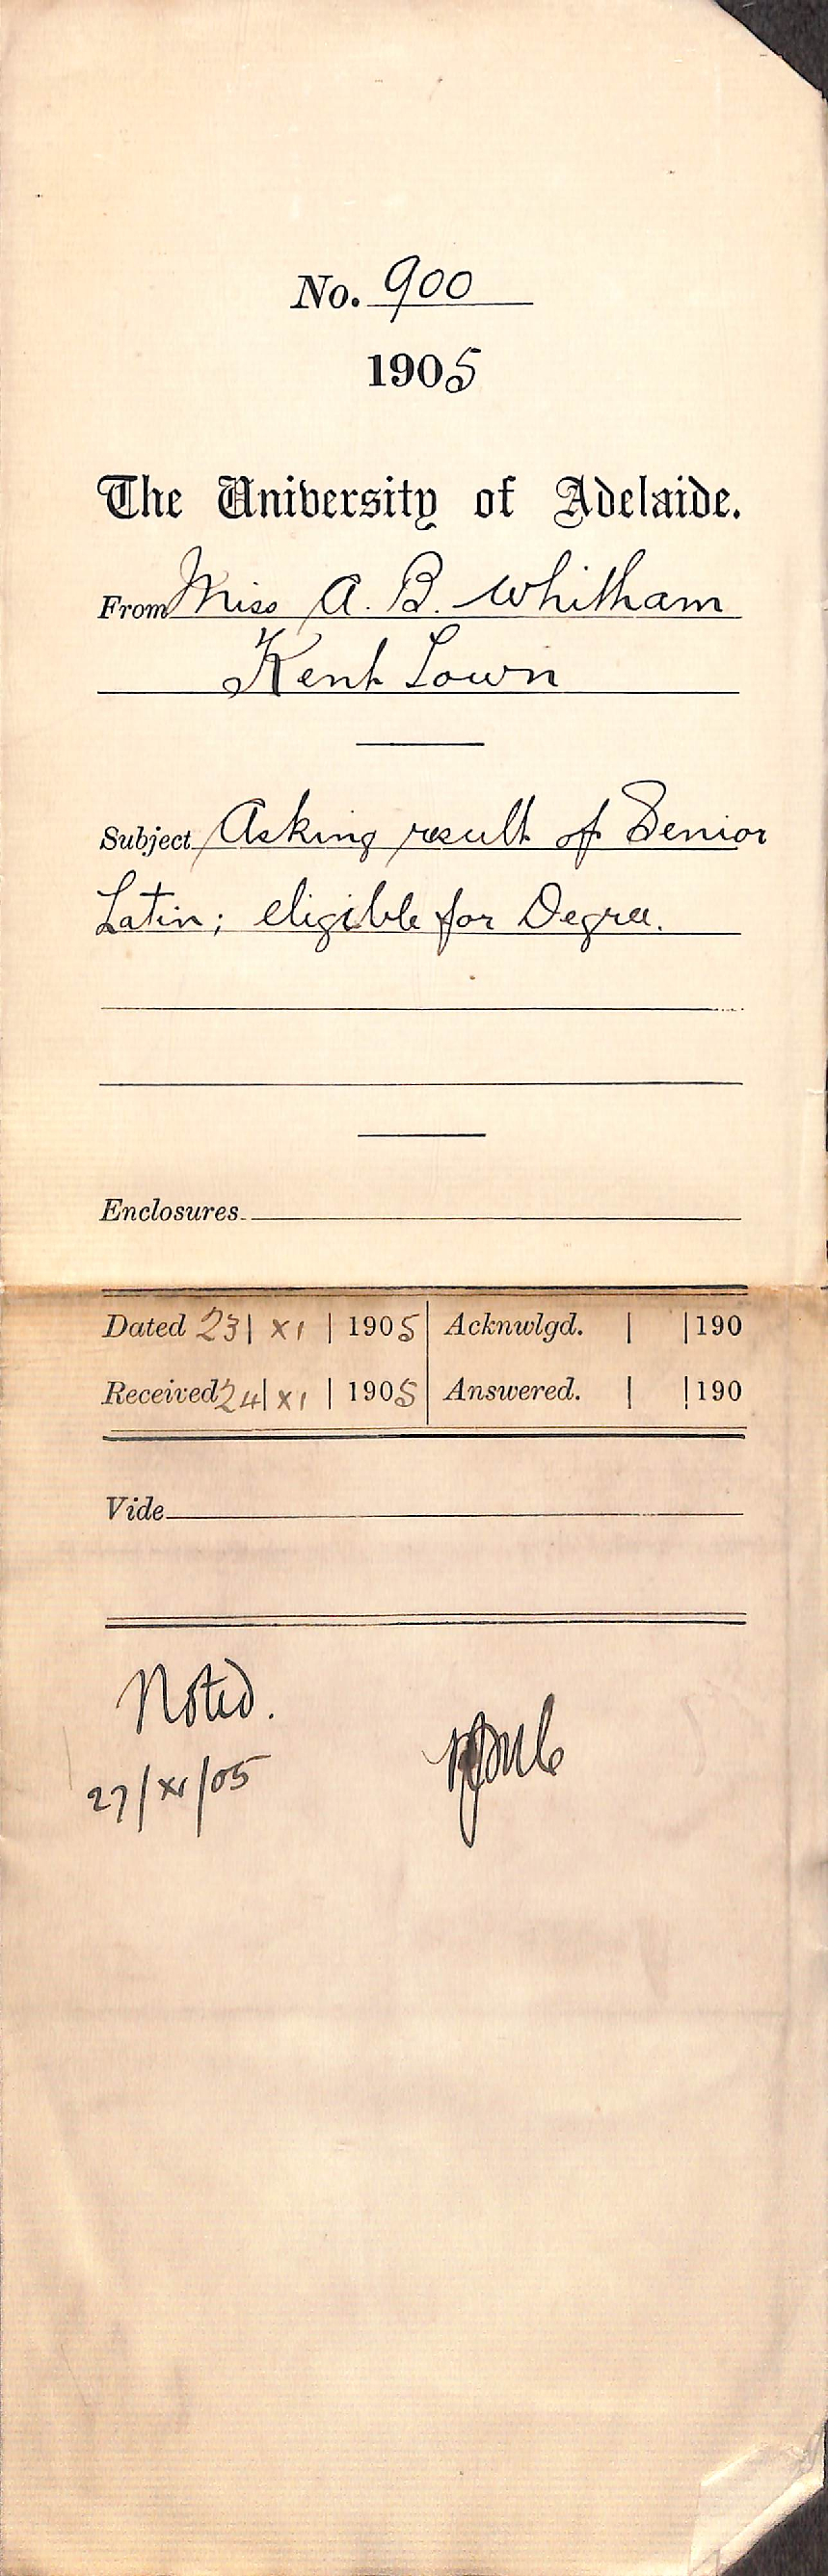 No. 900
1905
The University of Adelaide.
From Miss A. B. Whitham
Kent Town
Subject Asking result of Senior
Latin; eligible for Degree.
Enclosures
Dated 23 | XI | 1905 | Acknwlgd. | | 190
Received 24 | XI | 1905 | Answered. | | 190
Vide
Noted.
27/XI/05